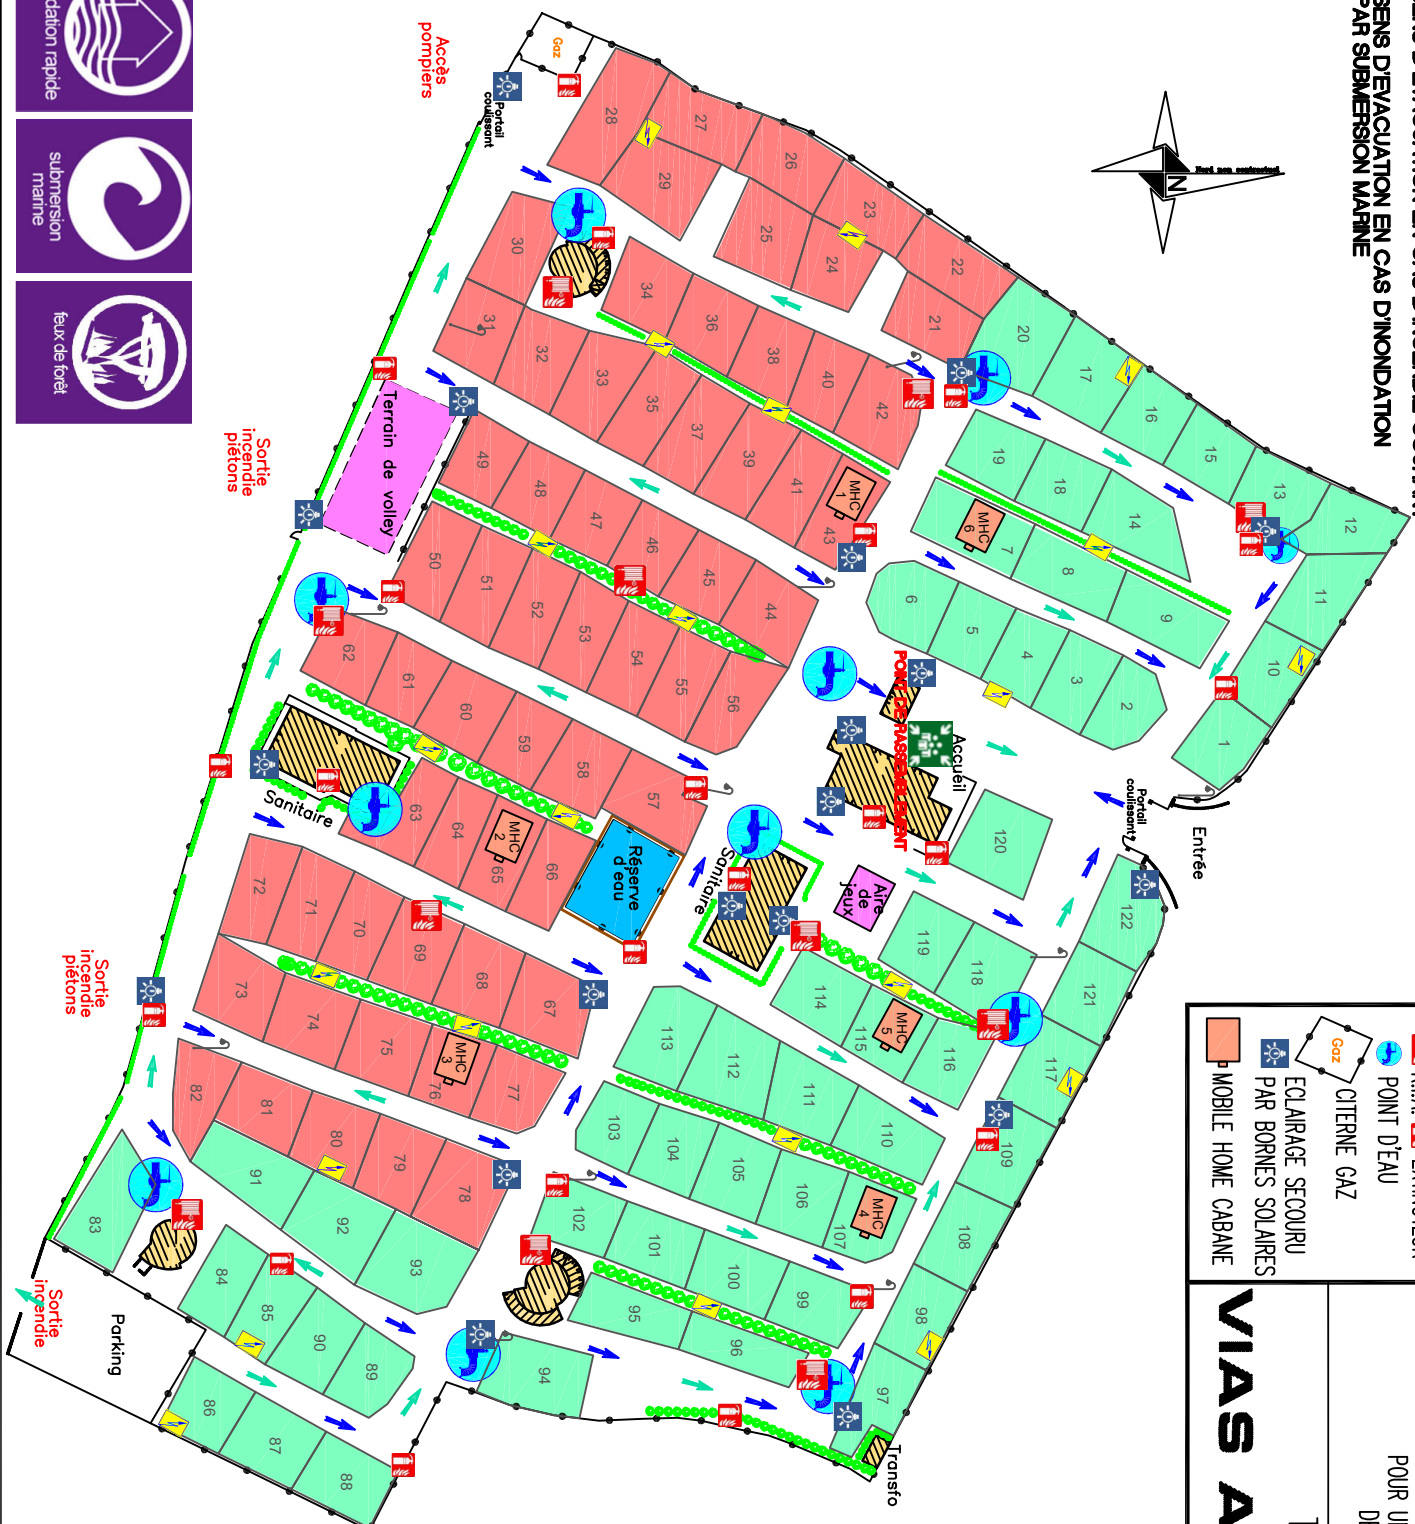 SENS D'EVACUATION EN CAS D'INONDATION
PAR SUBMERSION MARINE
Nord non contractuel
N
dation rapide
submersion
marine
feux de forêt
Accès
pompiers
Gaz
Portail
coulissant
Terrain de volley
Sortie
incendie
piétons
Sanitaire
Réserve
d'eau
Sanitaire
POINT DE RASSEMBLEMENT
Accueil
Aire
de
jeux
Portail
coulissant
Entrée
Sortie
incendie
piétons
Sortie
incendie
Parking
Transfo
MHC
1
MHC
2
MHC
3
MHC
4
MHC
5
MHC
6
1
2
3
4
5
6
7
8
9
10
11
12
13
14
15
16
17
18
19
20
21
22
23
24
25
26
27
28
29
30
31
32
33
34
35
36
37
38
39
40
41
42
43
44
45
46
47
48
49
50
51
52
53
54
55
56
57
58
59
60
61
62
63
64
65
66
67
68
69
70
71
72
73
74
75
76
77
78
79
80
81
82
83
84
85
86
87
88
89
90
91
92
93
94
95
96
97
98
99
100
101
102
103
104
105
106
107
108
109
110
111
112
113
114
115
116
117
118
119
120
121
122
POINT D'EAU
Gaz
CITERNE GAZ
ECLAIRAGE SECOURU
PAR BORNES SOLAIRES
MOBILE HOME CABANE
VIAS A
POUR U